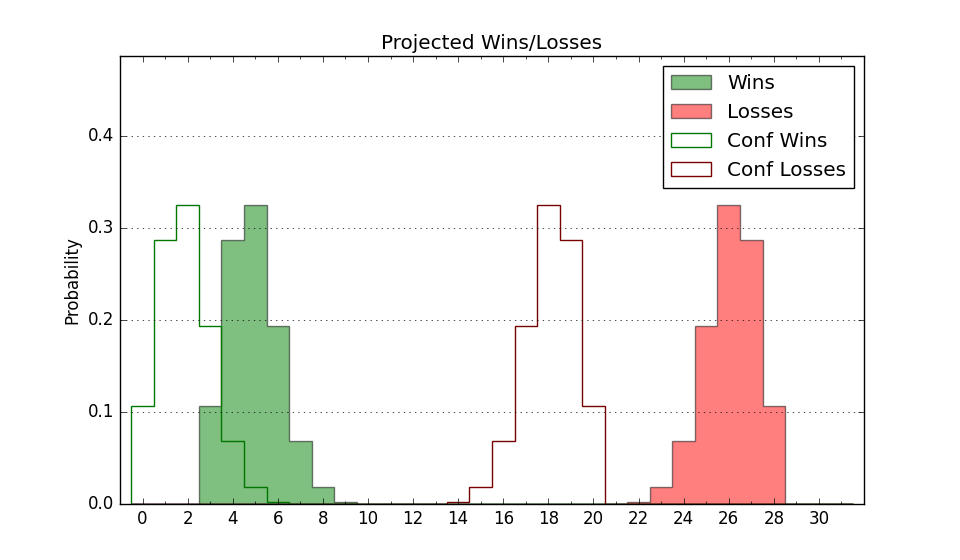 Projected Wins/Losses
Wins
Losses
Conf Wins
Conf Losses
Probability
0.4
0.3
0.2
0.1
0.0
0 2 4 6 8 10 12 14 16 18 20 22 24 26 28 30